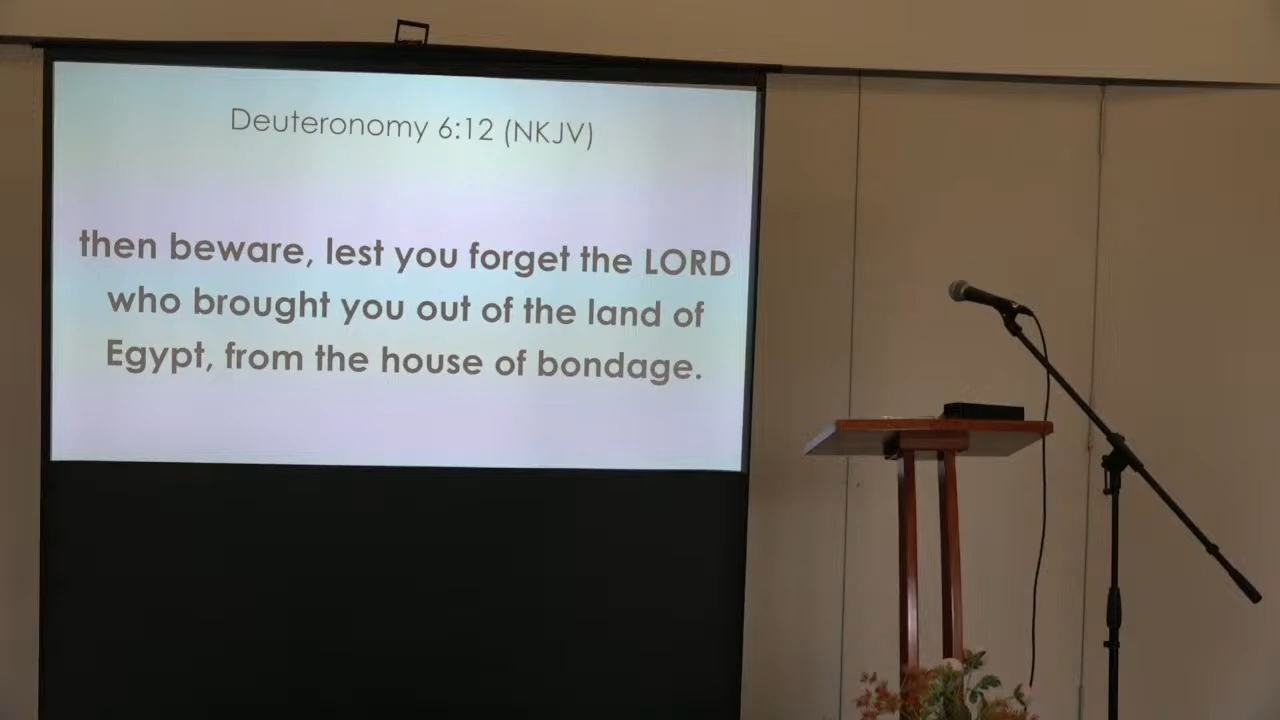 Deuteronomy 6:12 (NKJV)
then beware, lest you forget the LORD
who brought you out of the land of
Egypt, from the house of bondage.